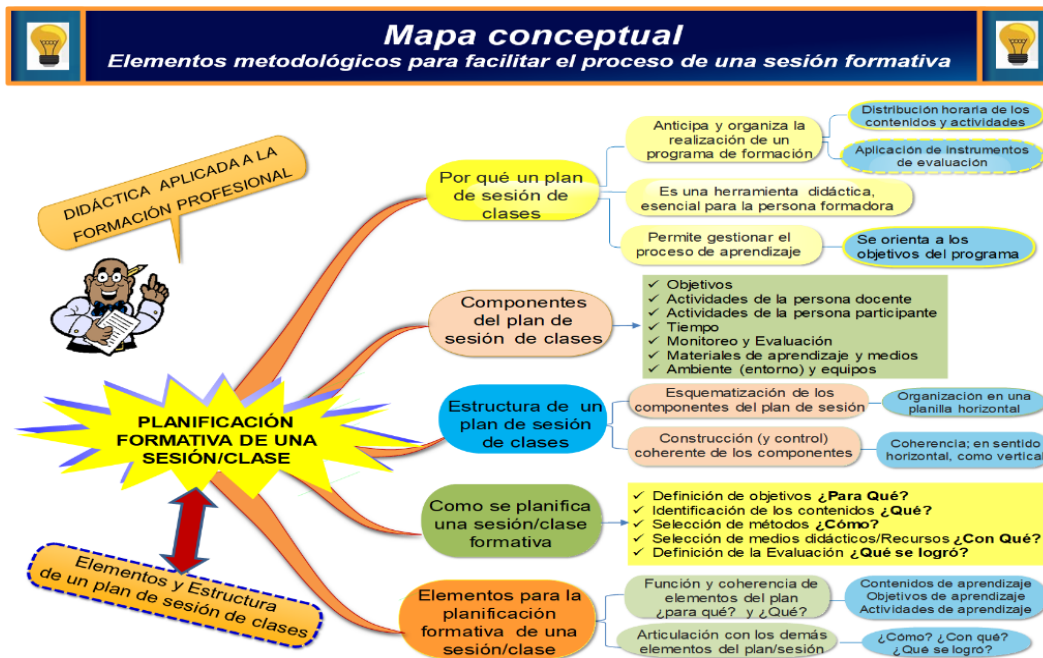 Mapa conceptual
Elementos metodológicos para facilitar el proceso de una sesión formativa
DIDÁCTICA APLICADA A LA
FORMACIÓN PROFESIONAL
PLANIFICACIÓN
FORMATIVA DE UNA
SESIÓN/CLASE
Elementos y Estructura
de un plan de sesión de clases
Por qué un plan
de sesión de
clases
Anticipa y organiza la
realización de un
programa de formación
Distribución horaria de los
contenidos y actividades
Aplicación de instrumentos
de evaluación
Es una herramienta didáctica,
esencial para la persona formadora
Permite gestionar el
proceso de aprendizaje
Se orienta a los
objetivos del programa
Componentes
del plan de
sesión de clases
✓ Objetivos
✓ Actividades de la persona docente
✓ Actividades de la persona participante
✓ Tiempo
✓ Monitoreo y Evaluación
✓ Materiales de aprendizaje y medios
✓ Ambiente (entorno) y equipos
Estructura de un
plan de sesión
de clases
Esquematización de los
componentes del plan de sesión
Organización en una
planilla horizontal
Construcción (y control)
coherente de los componentes
Coherencia; en sentido
horizontal, como vertical
Como se planifica
una sesión/clase
formativa
✓ Definición de objetivos ¿Para Qué?
✓ Identificación de los contenidos ¿Qué?
✓ Selección de métodos ¿Cómo?
✓ Selección de medios didácticos/Recursos ¿Con Qué?
✓ Definición de la Evaluación ¿Qué se logró?
Elementos para la
planificación
formativa de una
sesión/clase
Función y coherencia de
elementos del plan
¿para qué? y ¿Qué?
Contenidos de aprendizaje
Objetivos de aprendizaje
Actividades de aprendizaje
Articulación con los demás
elementos del plan/sesión
¿Cómo? ¿Con qué?
¿Qué se logró?